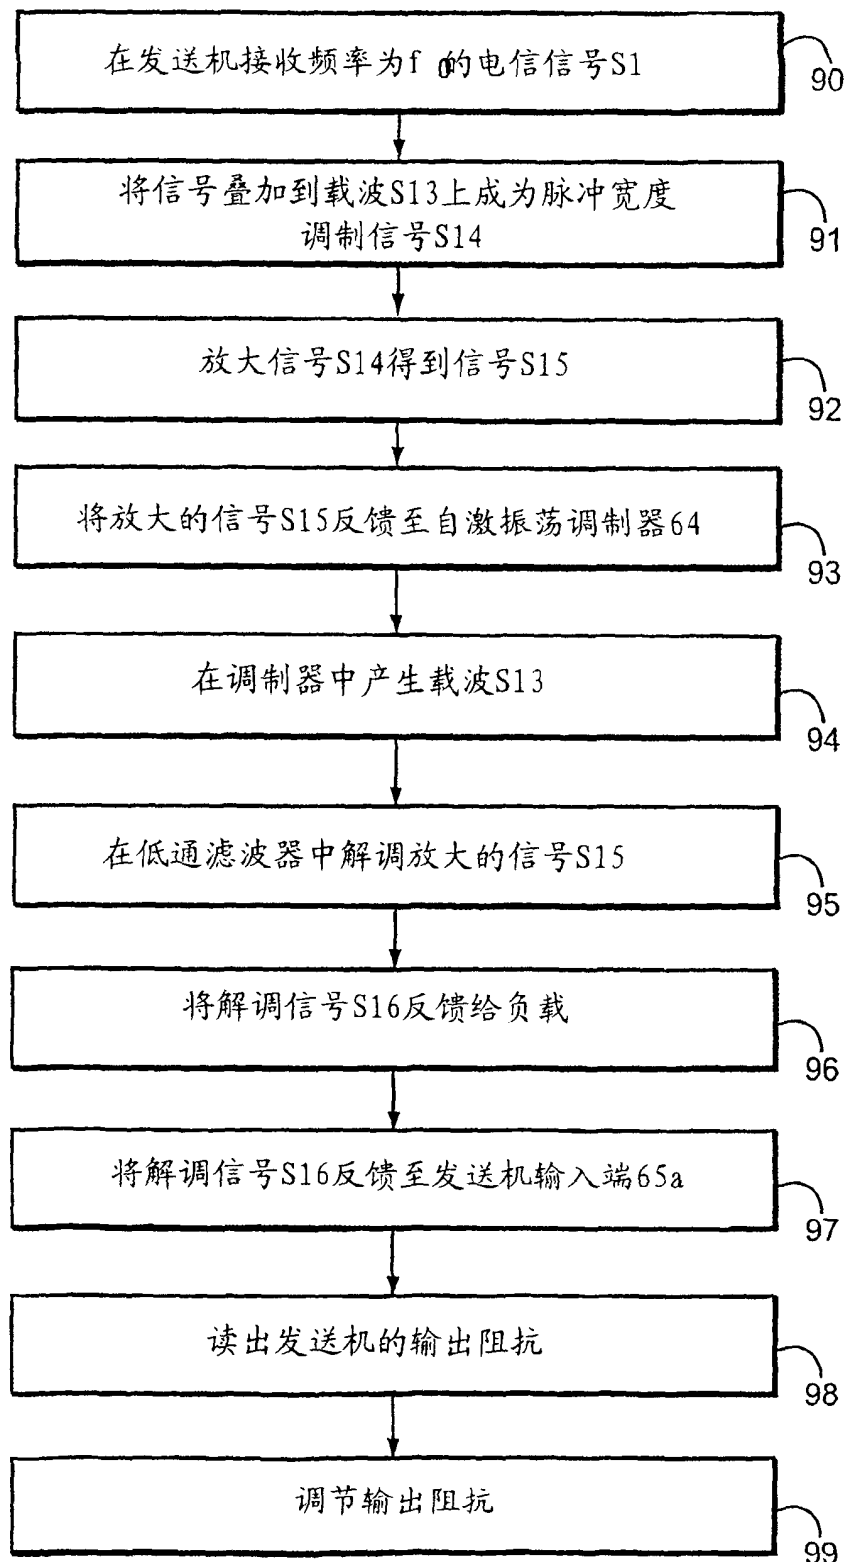 在发送机接收频率为f 0的电信信号S1
90
将信号叠加到载波S13上成为脉冲宽度
调制信号S14
91
放大信号S14得到信号S15
92
将放大的信号S15反馈至自激振荡调制器64
93
在调制器中产生载波S13
94
在低通滤波器中解调放大的信号S15
95
将解调信号S16反馈给负载
96
将解调信号S16反馈至发送机输入端65a
97
读出发送机的输出阻抗
98
调节输出阻抗
99